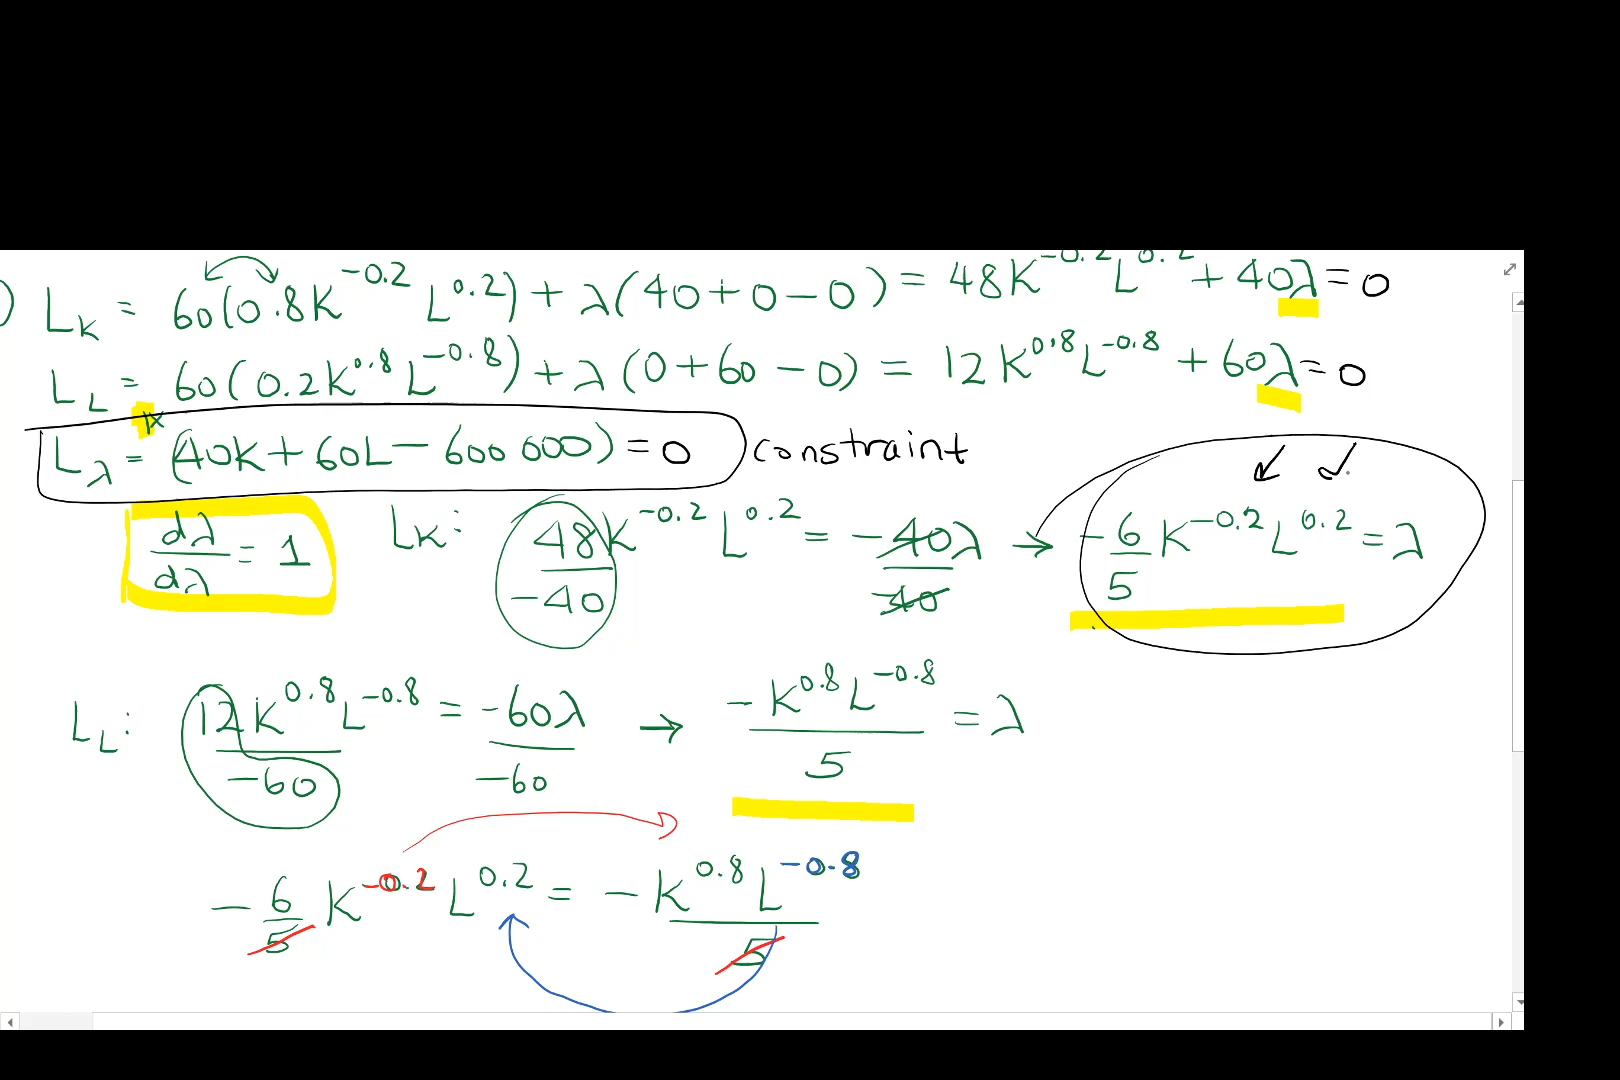 ) L_K = 60(0.8K^{-0.2} L^{0.2}) + λ(40+0-0) = 48K^{-0.2} L^{0.2} + 40λ = 0
L_L = 60(0.2K^{0.8} L^{-0.8}) + λ(0+60-0) = 12K^{0.8} L^{-0.8} + 60λ = 0
L_λ = 1×(40K + 60L - 600 000) = 0 constraint
dλ/dλ = 1
L_K: 48K^{-0.2} L^{0.2}/-40 = -40λ/-40 → -6/5 K^{-0.2} L^{0.2} = λ
L_L: 12K^{0.8} L^{-0.8}/-60 = -60λ/-60 → -K^{0.8} L^{-0.8}/5 = λ
-6/5 K^{-0.2} L^{0.2} = -K^{0.8} L^{-0.8}/5